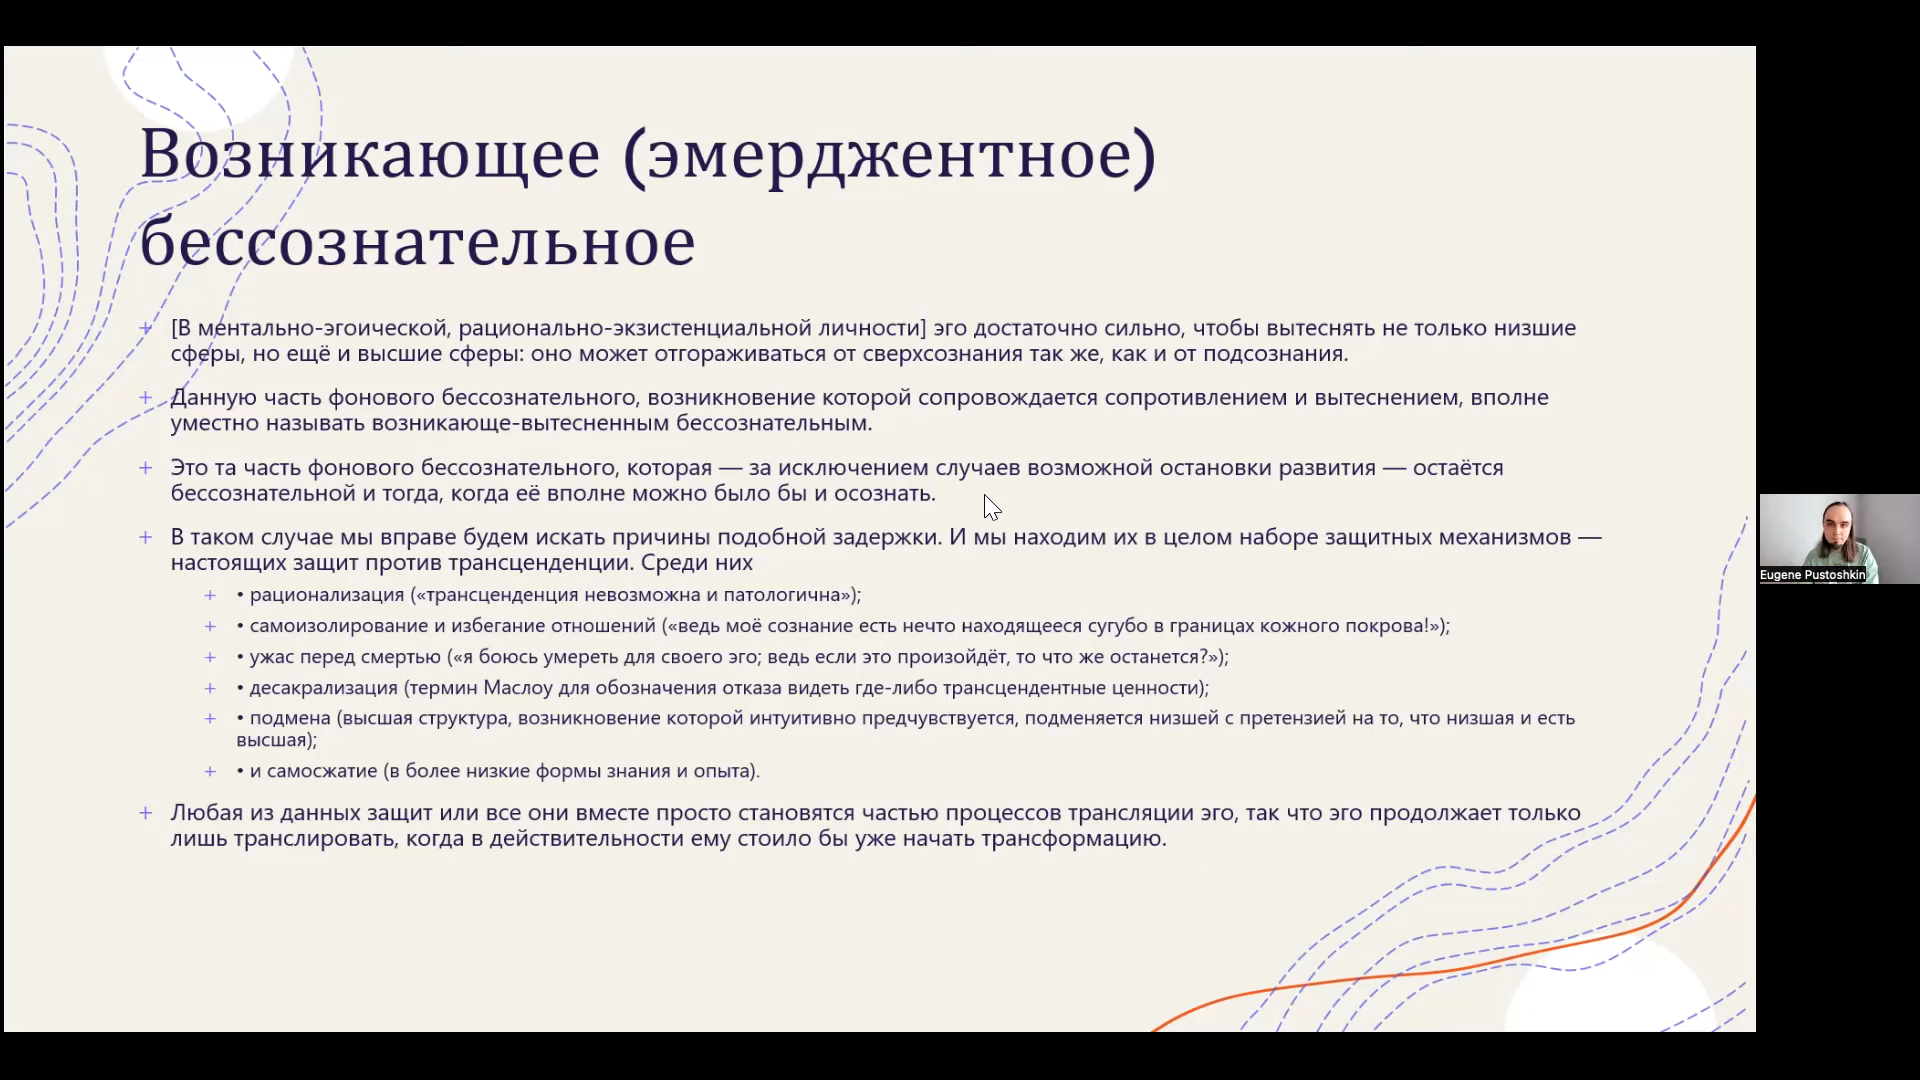 Возникающее (эмерджентное)
бессознательное
+ [В ментально-эгоической, рационально-экзистенциальной личности] эго достаточно сильно, чтобы вытеснять не только низшие
сферы, но ещё и высшие сферы: оно может отгораживаться от сверхсознания так же, как и от подсознания.
+ Данную часть фонового бессознательного, возникновение которой сопровождается сопротивлением и вытеснением, вполне
уместно называть возникающе-вытесненным бессознательным.
+ Это та часть фонового бессознательного, которая — за исключением случаев возможной остановки развития — остаётся
бессознательной и тогда, когда её вполне можно было бы и осознать.
+ В таком случае мы вправе будем искать причины подобной задержки. И мы находим их в целом наборе защитных механизмов —
настоящих защит против трансценденции. Среди них
+ • рационализация («трансценденция невозможна и патологична»);
+ • самоизолирование и избегание отношений («ведь моё сознание есть нечто находящееся сугубо в границах кожного покрова!»);
+ • ужас перед смертью («я боюсь умереть для своего эго; ведь если это произойдёт, то что же останется?»);
+ • десакрализация (термин Маслоу для обозначения отказа видеть где-либо трансцендентные ценности);
+ • подмена (высшая структура, возникновение которой интуитивно предчувствуется, подменяется низшей с претензией на то, что низшая и есть
высшая);
+ • и самосжатие (в более низкие формы знания и опыта).
+ Любая из данных защит или все они вместе просто становятся частью процессов трансляции эго, так что эго продолжает только
лишь транслировать, когда в действительности ему стоило бы уже начать трансформацию.
Eugene Pustoshkin